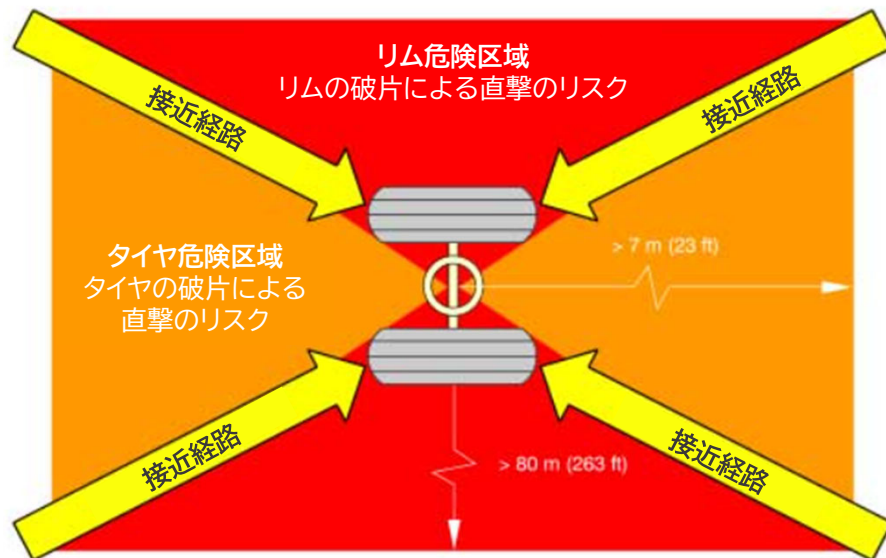 リム危険区域
リムの破片による直撃のリスク
接近経路
接近経路
> 7 m (23 ft)
タイヤ危険区域
タイヤの破片による
直撃のリスク
接近経路
接近経路
> 80 m (263 ft)